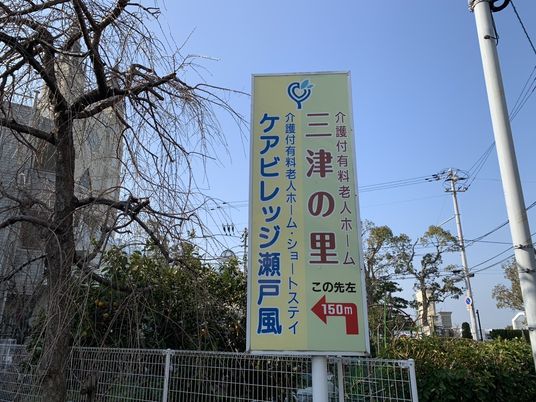 介護付有料老人ホーム
三津の里
介護付有料老人ホーム・ショートステイ
ケアビレッジ瀬戸風
この先左
150m